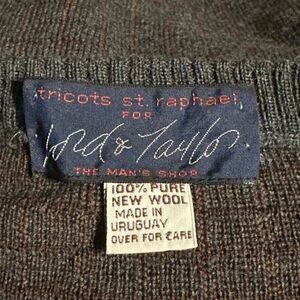 tricots st. raphael
FOR
Lord & Taylor
THE MAN'S SHOP
100% PURE
NEW WOOL
MADE IN
URUGUAY
OVER FOR CARE